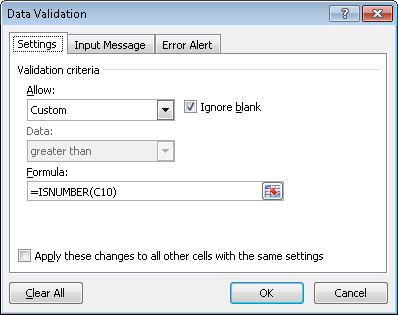 Data Validation
Settings Input Message Error Alert
Validation criteria
Allow:
Custom Ignore blank
Data:
greater than
Formula:
=ISNUMBER(C10)
Apply these changes to all other cells with the same settings
Clear All OK Cancel